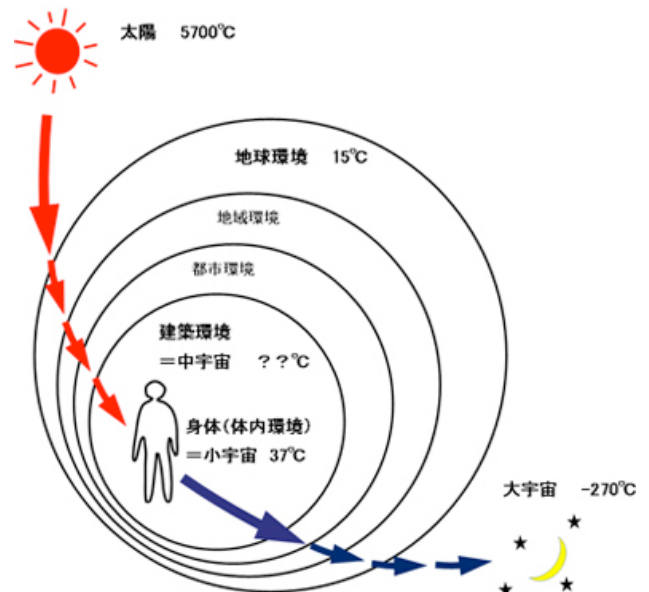 太陽 5700℃
地球環境 15℃
地域環境
都市環境
建築環境
＝中宇宙 ？？℃
身体(体内環境)
＝小宇宙 37℃
大宇宙 -270℃